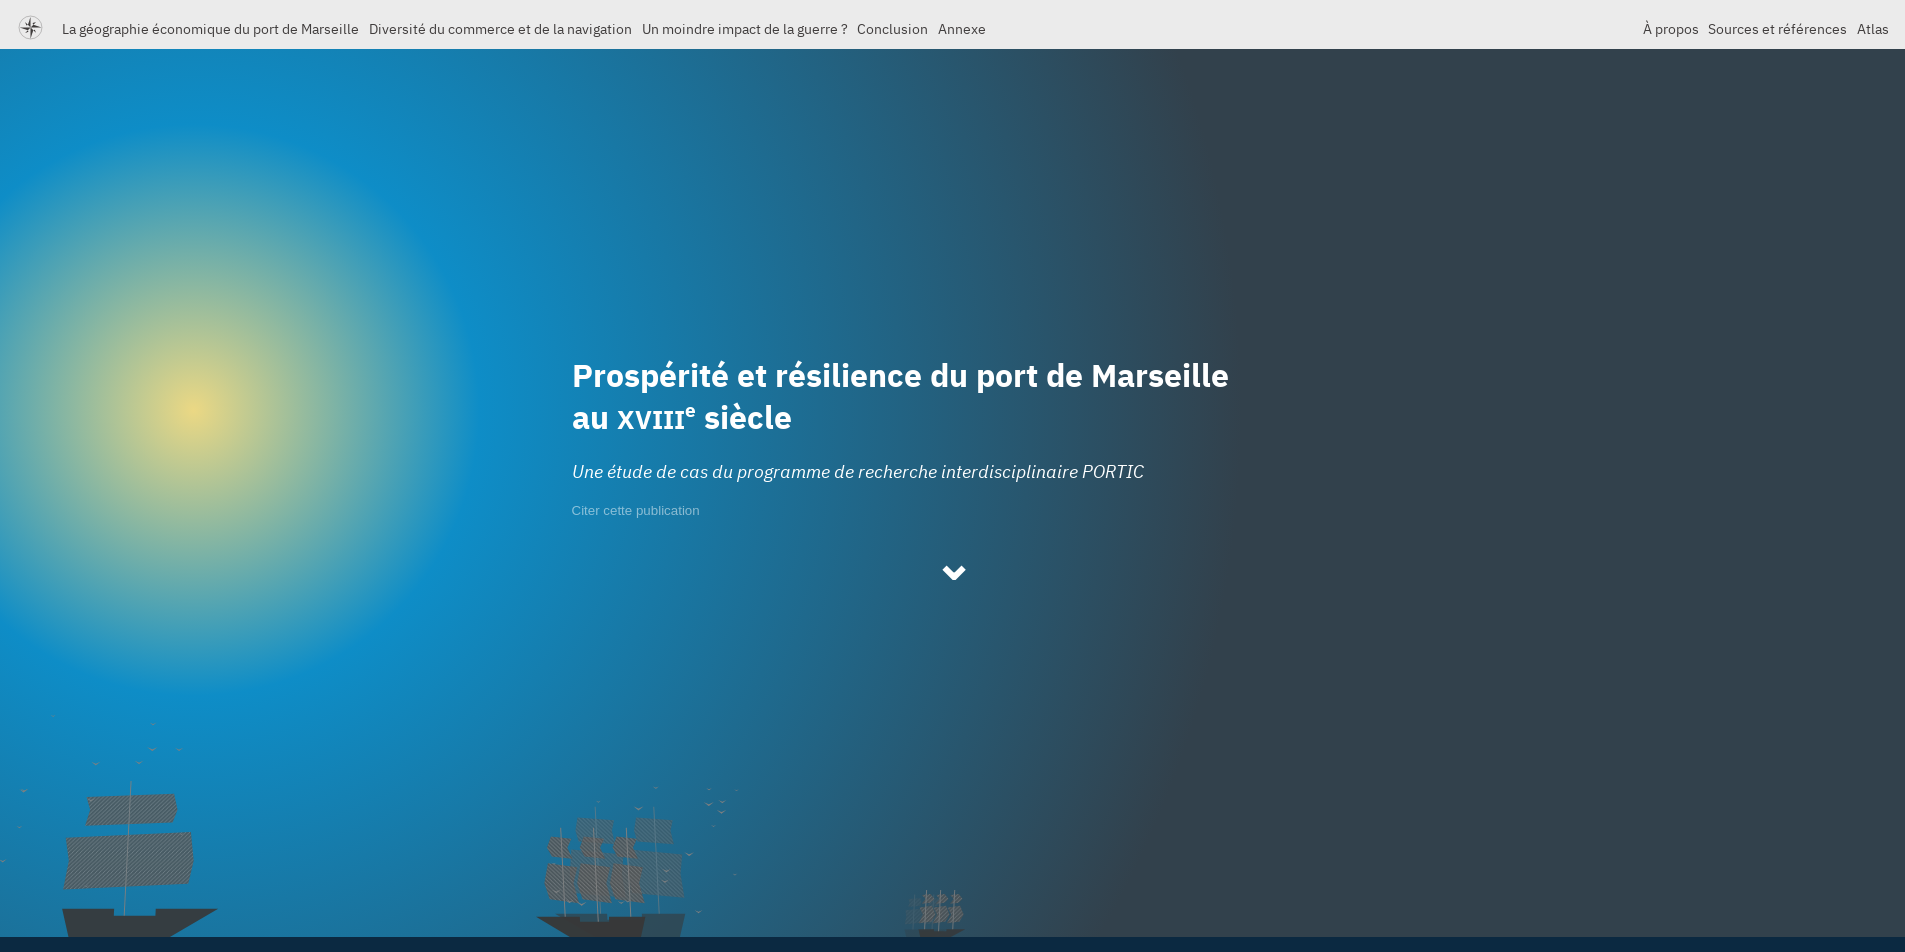 La géographie économique du port de Marseille Diversité du commerce et de la navigation Un moindre impact de la guerre ? Conclusion Annexe À propos Sources et références Atlas
Prospérité et résilience du port de Marseille
au XVIIIe siècle
Une étude de cas du programme de recherche interdisciplinaire PORTIC
Citer cette publication